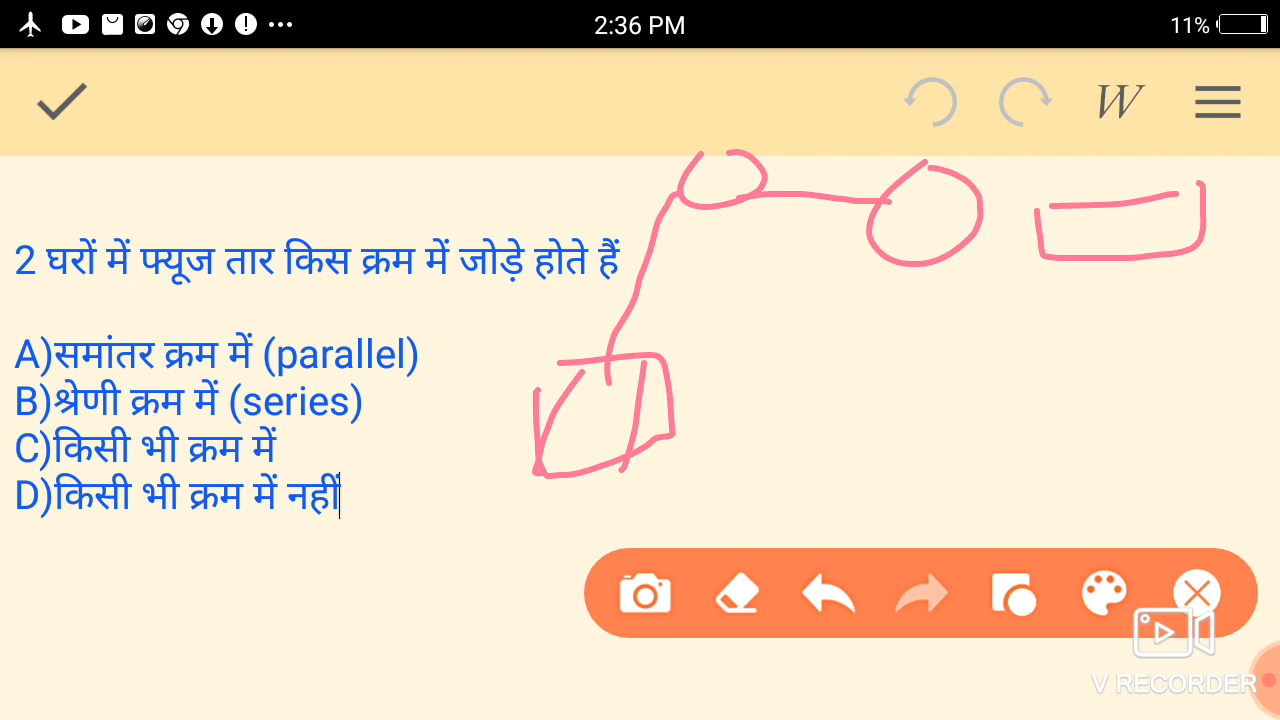 2:36 PM
11%
W
2 घरों में फ्यूज तार किस क्रम में जोड़े होते हैं
A)समांतर क्रम में (parallel)
B)श्रेणी क्रम में (series)
C)किसी भी क्रम में
D)किसी भी क्रम में नहीं
V RECORDER